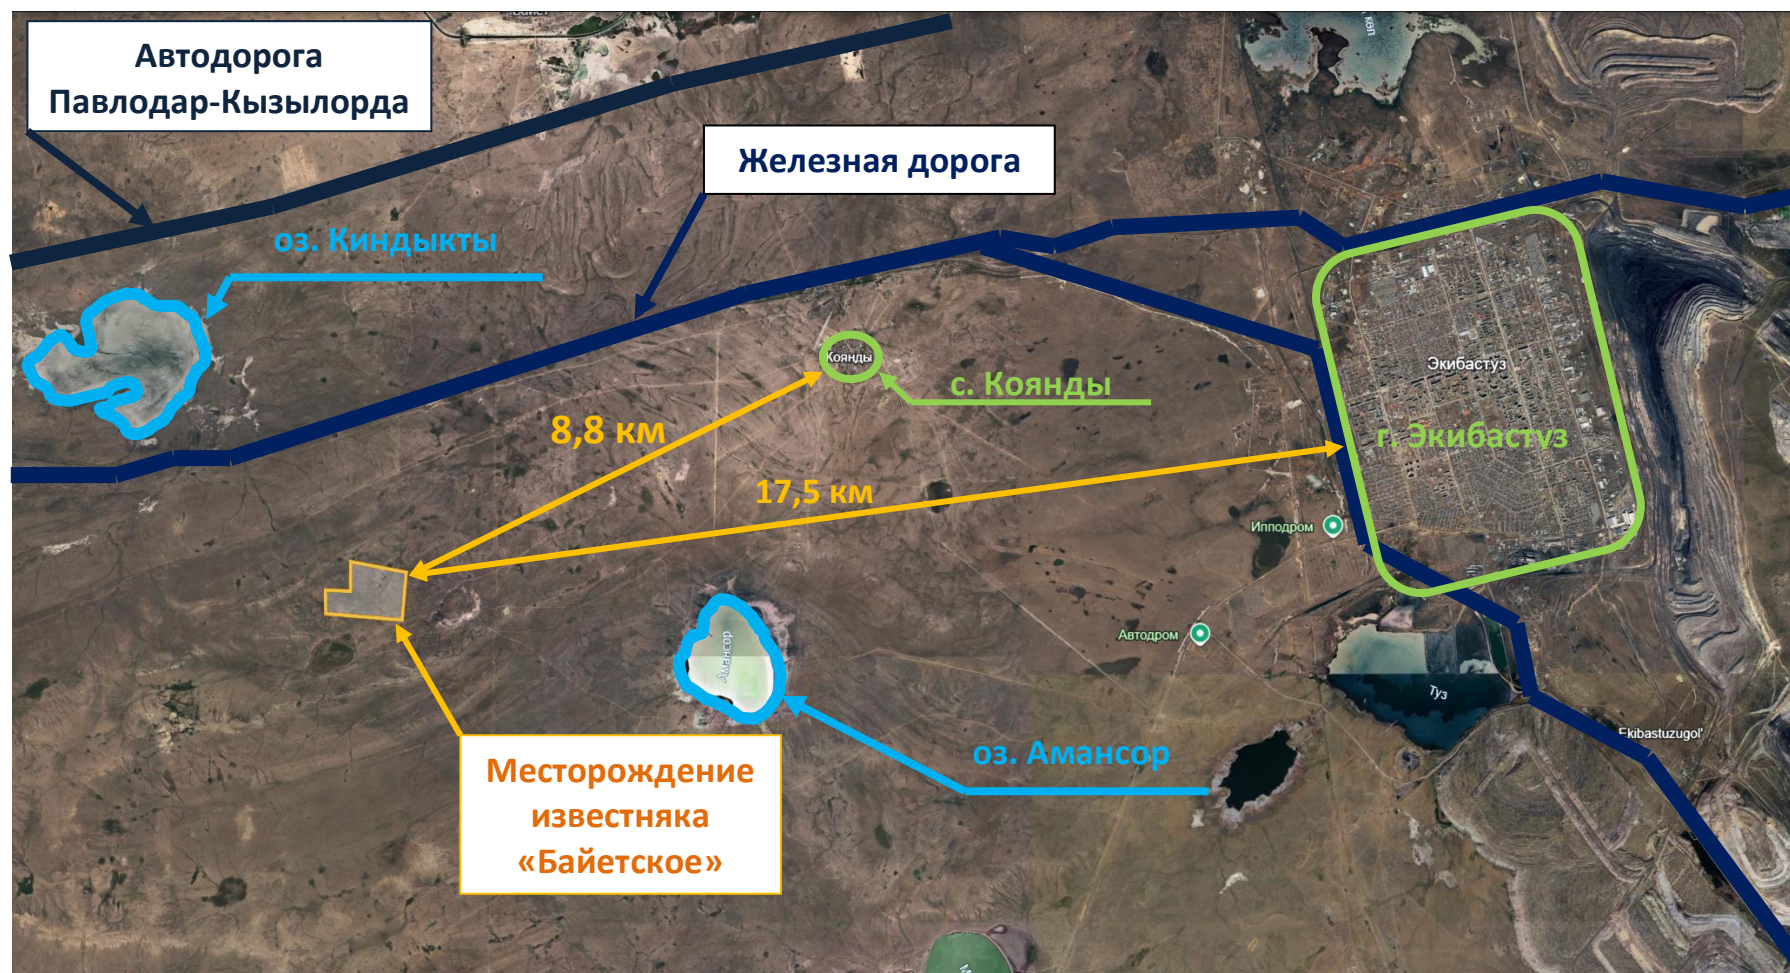 Байет
Автодорога
Павлодар-Кызылорда
Железная дорога
оз. Киндыкты
Коянды
с. Коянды
Экибастуз
г. Экибастуз
8,8 км
17,5 км
Ипподром
Автодром
Амансор
Туз
Ekibastuzugol'
оз. Амансор
Месторождение
известняка
«Байетское»